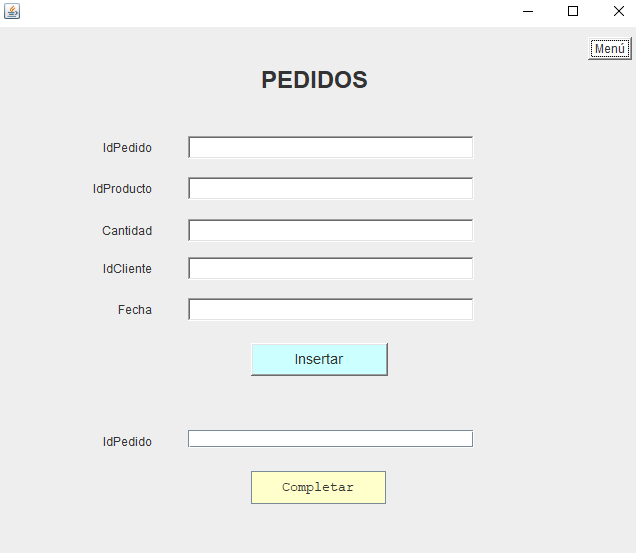 Menú
PEDIDOS
IdPedido
IdProducto
Cantidad
IdCliente
Fecha
Insertar
IdPedido
Completar